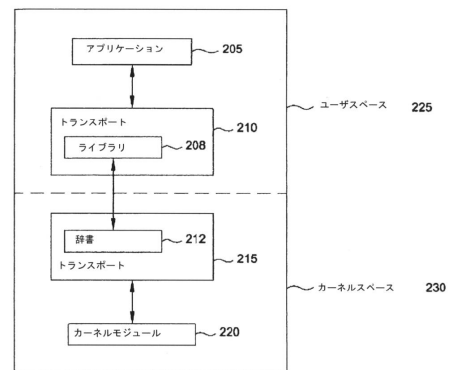 アプリケーション 205
トランスポート 210
ライブラリ 208
ユーザスペース 225
辞書 212
トランスポート 215
カーネルスペース 230
カーネルモジュール 220